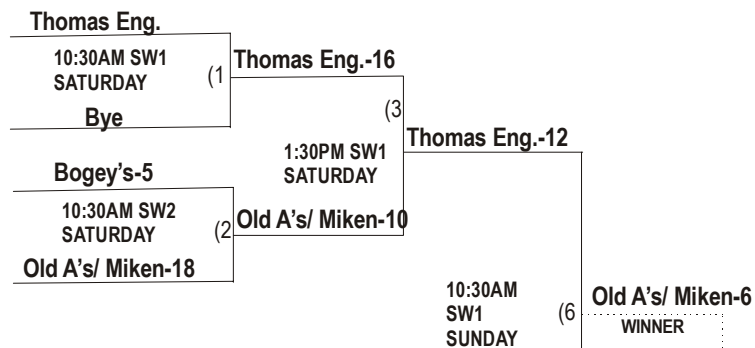 Thomas Eng.
10:30AM SW1
SATURDAY
(1
Thomas Eng.-16
Bye
(3
1:30PM SW1
SATURDAY
Thomas Eng.-12
Bogey's-5
10:30AM SW2
SATURDAY
(2
Old A's/ Miken-10
Old A's/ Miken-18
10:30AM
SW1
SUNDAY
(6
Old A's/ Miken-6
WINNER